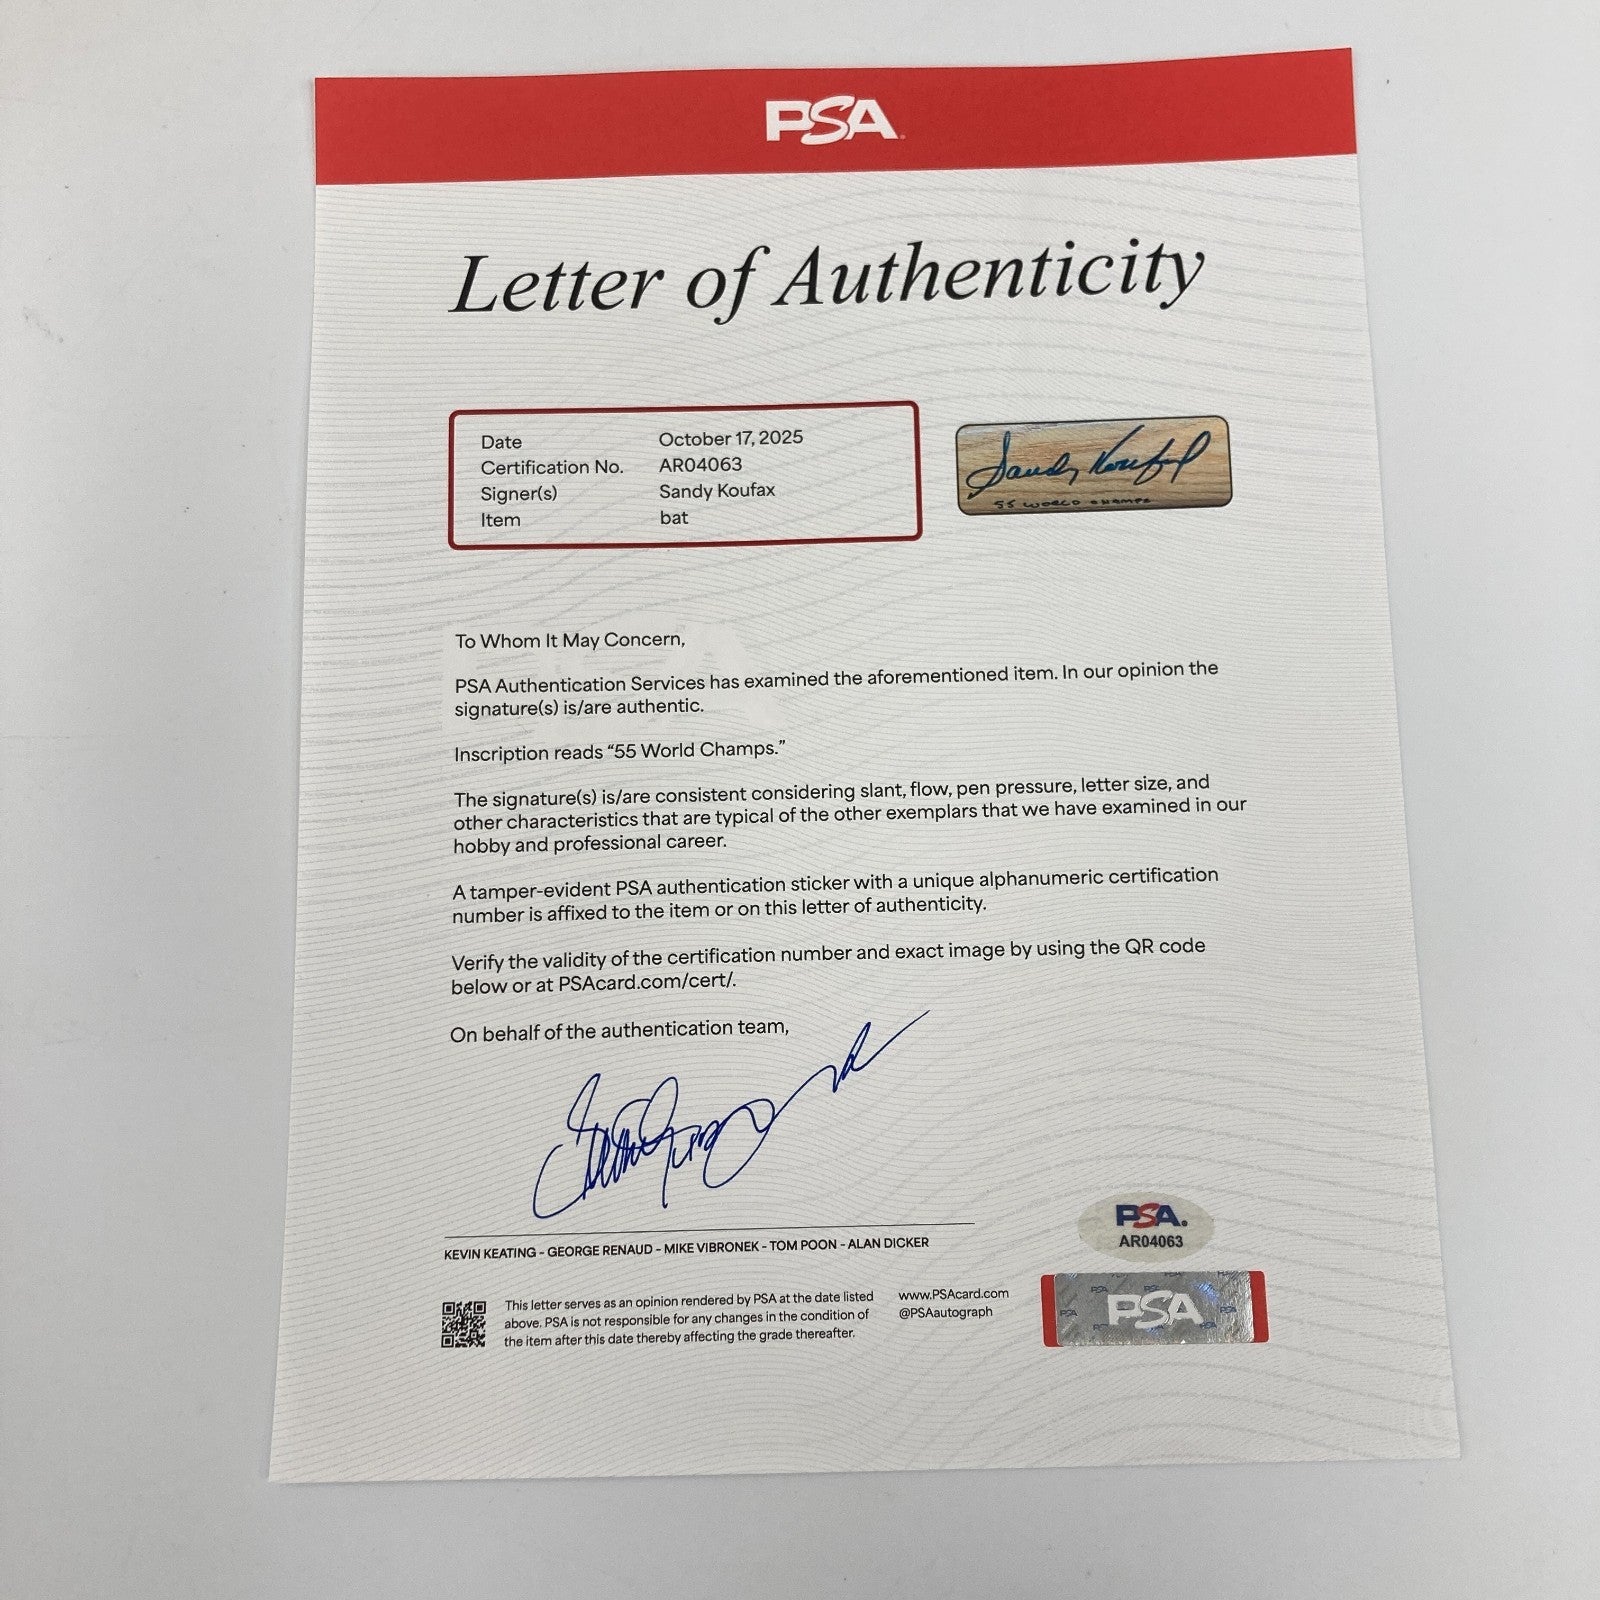 PSA
Letter of Authenticity
Date October 17, 2025
Certification No. AR04063
Signer(s) Sandy Koufax
Item bat
Sandy Koufax
55 WORLD CHAMPS
To Whom It May Concern,
PSA Authentication Services has examined the aforementioned item. In our opinion the
signature(s) is/are authentic.
Inscription reads “55 World Champs.”
The signature(s) is/are consistent considering slant, flow, pen pressure, letter size, and
other characteristics that are typical of the other exemplars that we have examined in our
hobby and professional career.
A tamper-evident PSA authentication sticker with a unique alphanumeric certification
number is affixed to the item or on this letter of authenticity.
Verify the validity of the certification number and exact image by using the QR code
below or at PSAcard.com/cert/.
On behalf of the authentication team,
KEVIN KEATING - GEORGE RENAUD - MIKE VIBRONEK - TOM POON - ALAN DICKER
This letter serves as an opinion rendered by PSA at the date listed
above. PSA is not responsible for any changes in the condition of
the item after this date thereby affecting the grade thereafter.
www.PSAcard.com
@PSAautograph
PSA.
AR04063
PSA